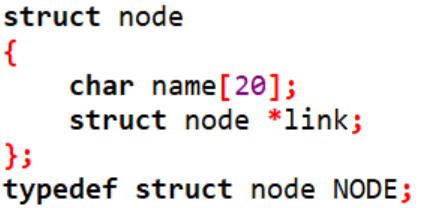 struct node
{
    char name[20];
    struct node *link;
};
typedef struct node NODE;